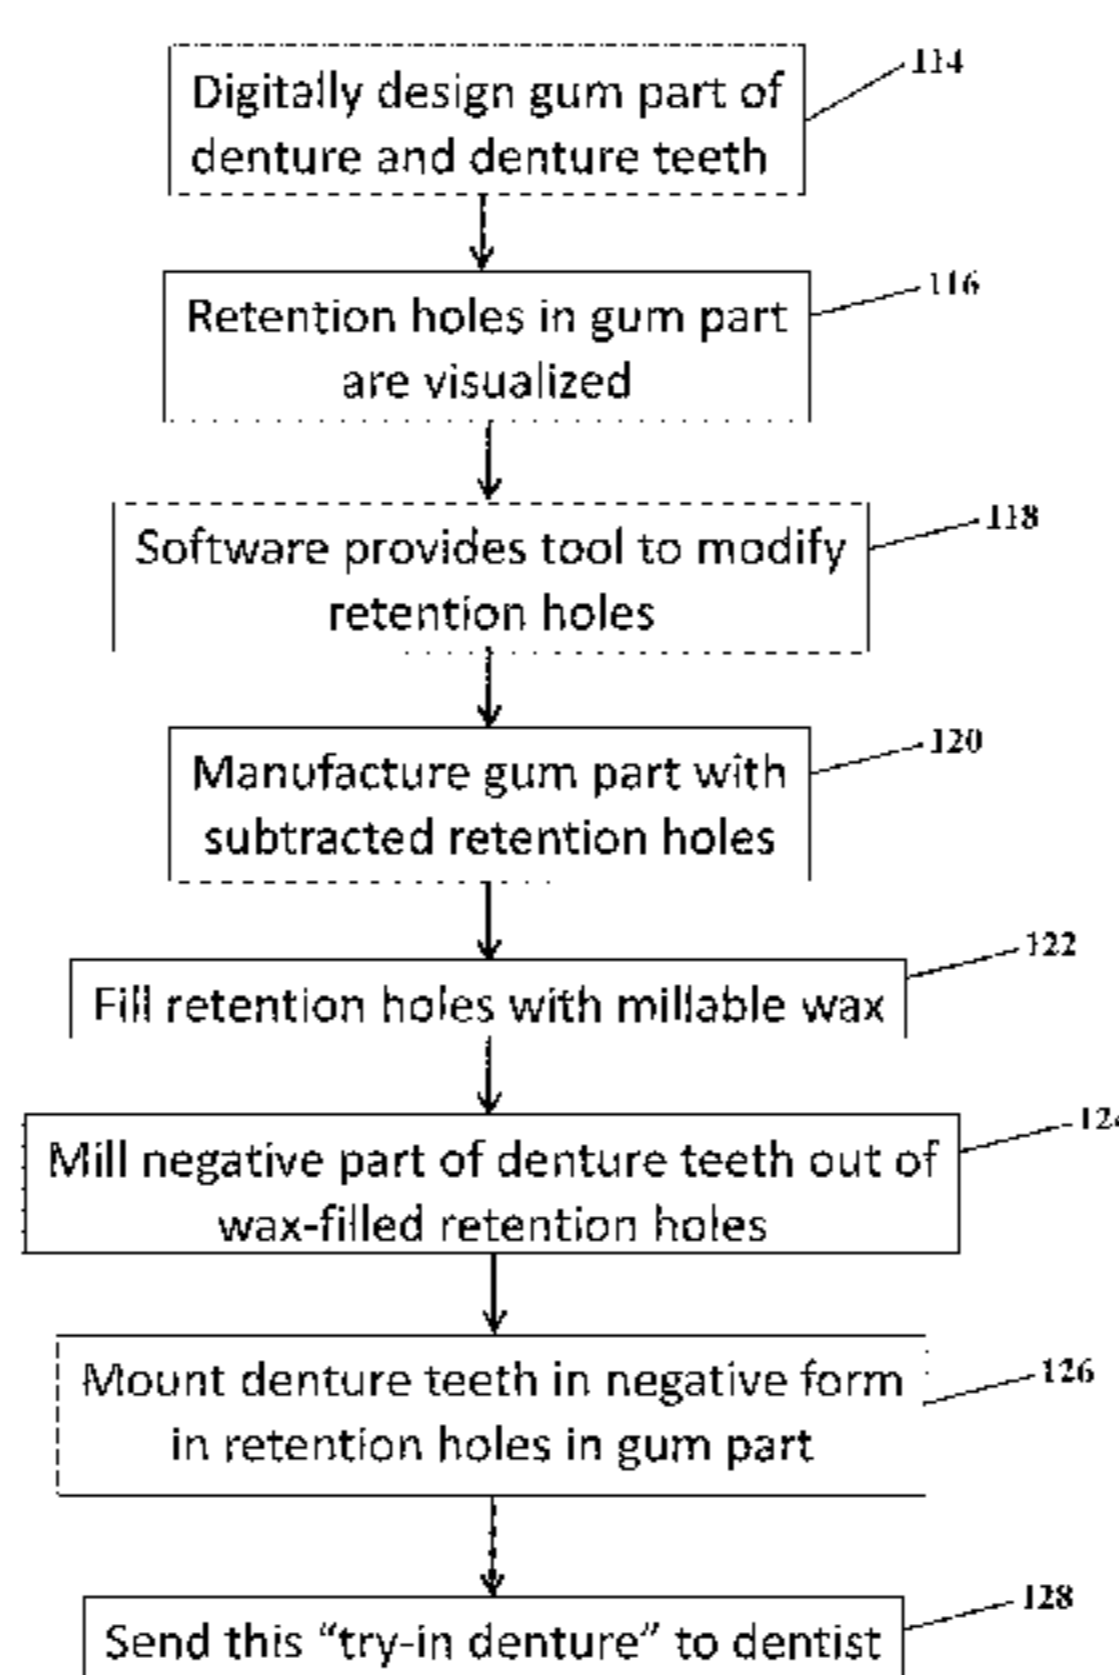 Digitally design gum part of
denture and denture teeth
114
Retention holes in gum part
are visualized
116
Software provides tool to modify
retention holes
118
Manufacture gum part with
subtracted retention holes
120
Fill retention holes with millable wax
122
Mill negative part of denture teeth out of
wax-filled retention holes
Mount denture teeth in negative form
in retention holes in gum part
126
Send this “try-in denture” to dentist
128